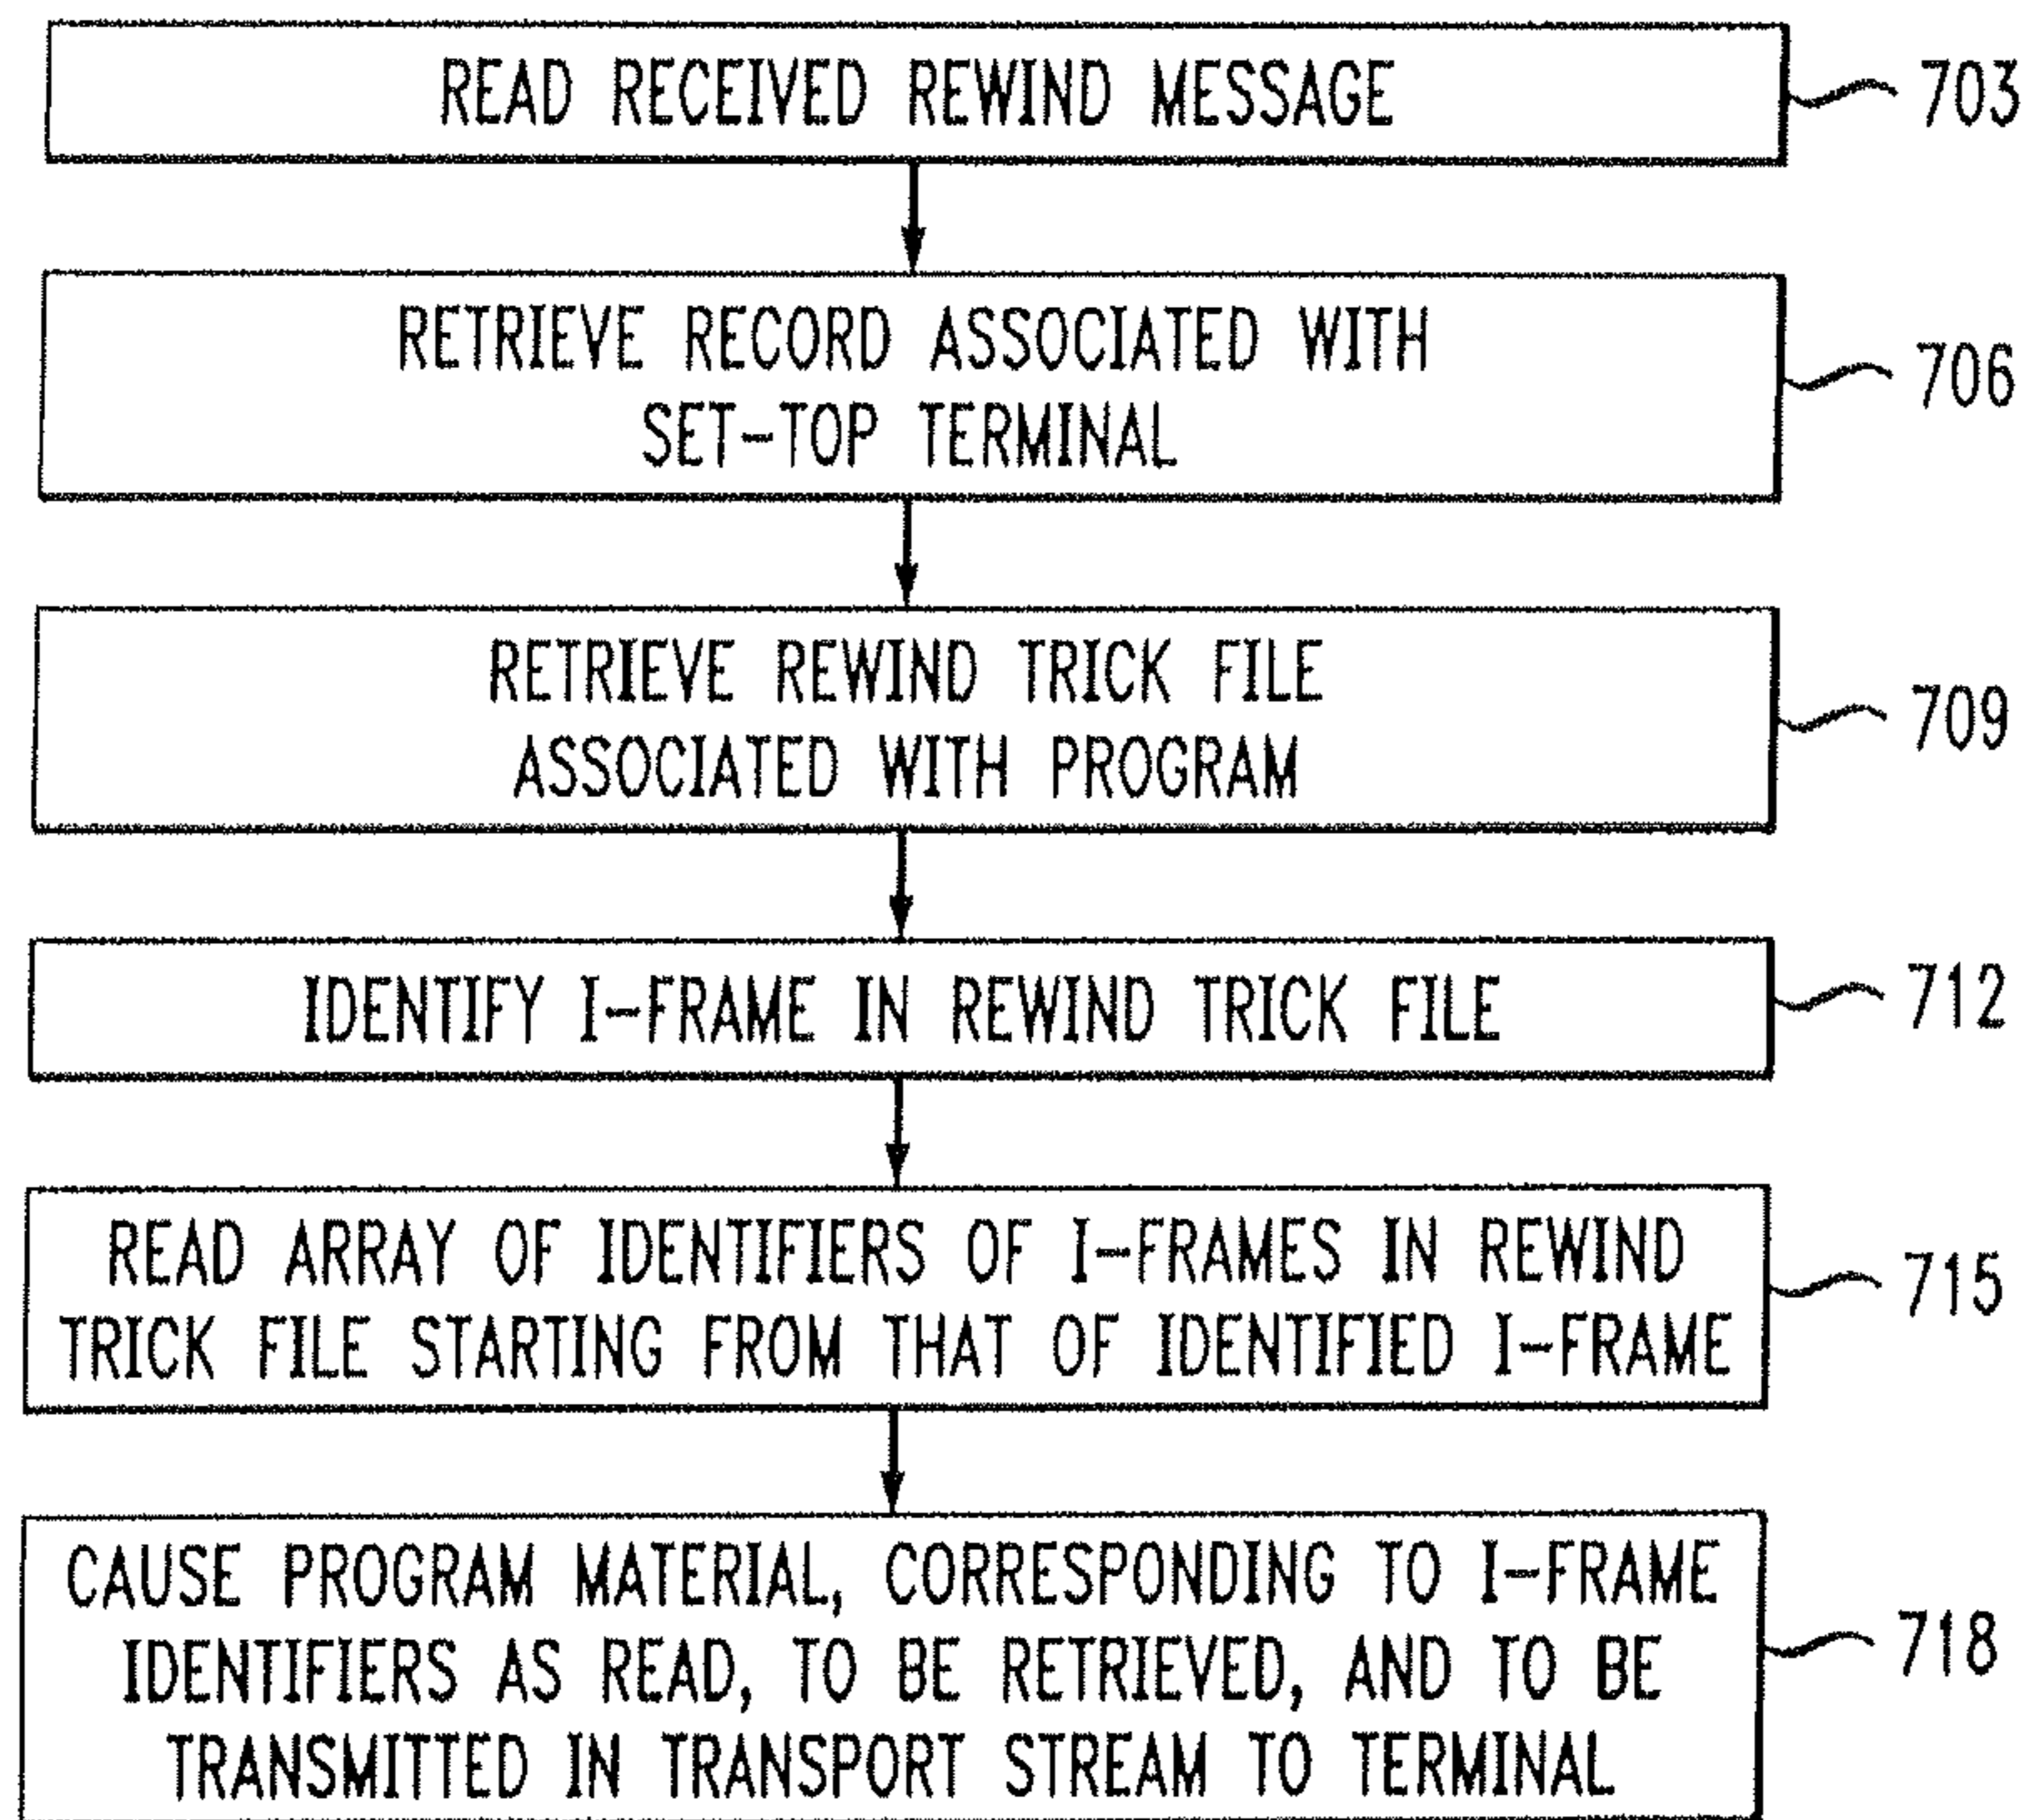 READ RECEIVED REWIND MESSAGE
703
RETRIEVE RECORD ASSOCIATED WITH
SET-TOP TERMINAL
706
RETRIEVE REWIND TRICK FILE
ASSOCIATED WITH PROGRAM
709
IDENTIFY I-FRAME IN REWIND TRICK FILE
712
READ ARRAY OF IDENTIFIERS OF I-FRAMES IN REWIND
TRICK FILE STARTING FROM THAT OF IDENTIFIED I-FRAME
715
CAUSE PROGRAM MATERIAL, CORRESPONDING TO I-FRAME
IDENTIFIERS AS READ, TO BE RETRIEVED, AND TO BE
TRANSMITTED IN TRANSPORT STREAM TO TERMINAL
718